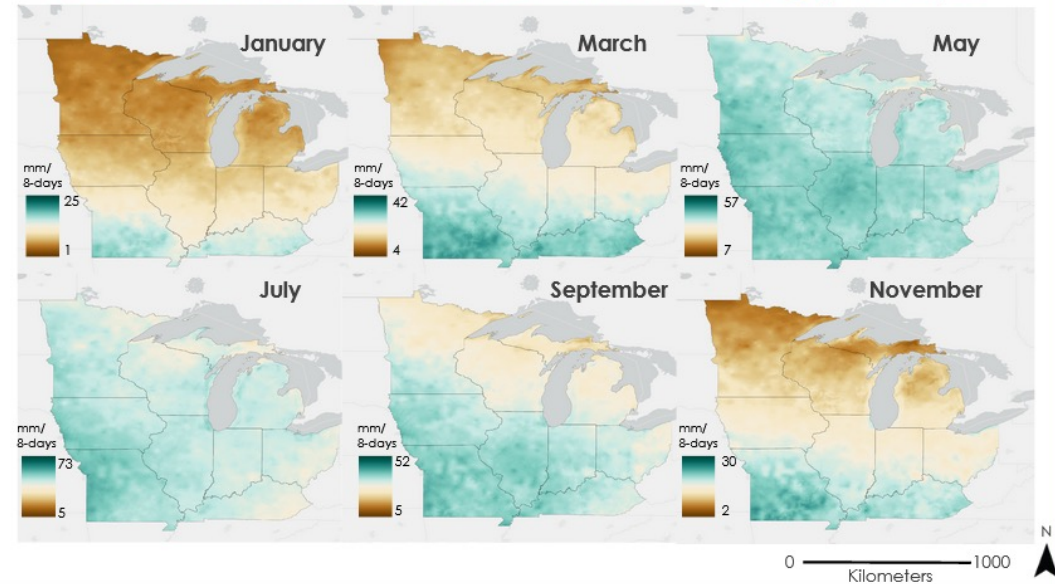 January
mm/
8-days
25
1
March
mm/
8-days
42
4
May
mm/
8-days
57
7
July
mm/
8-days
73
5
September
mm/
8-days
52
5
November
mm/
8-days
30
2
0 1000
Kilometers
N